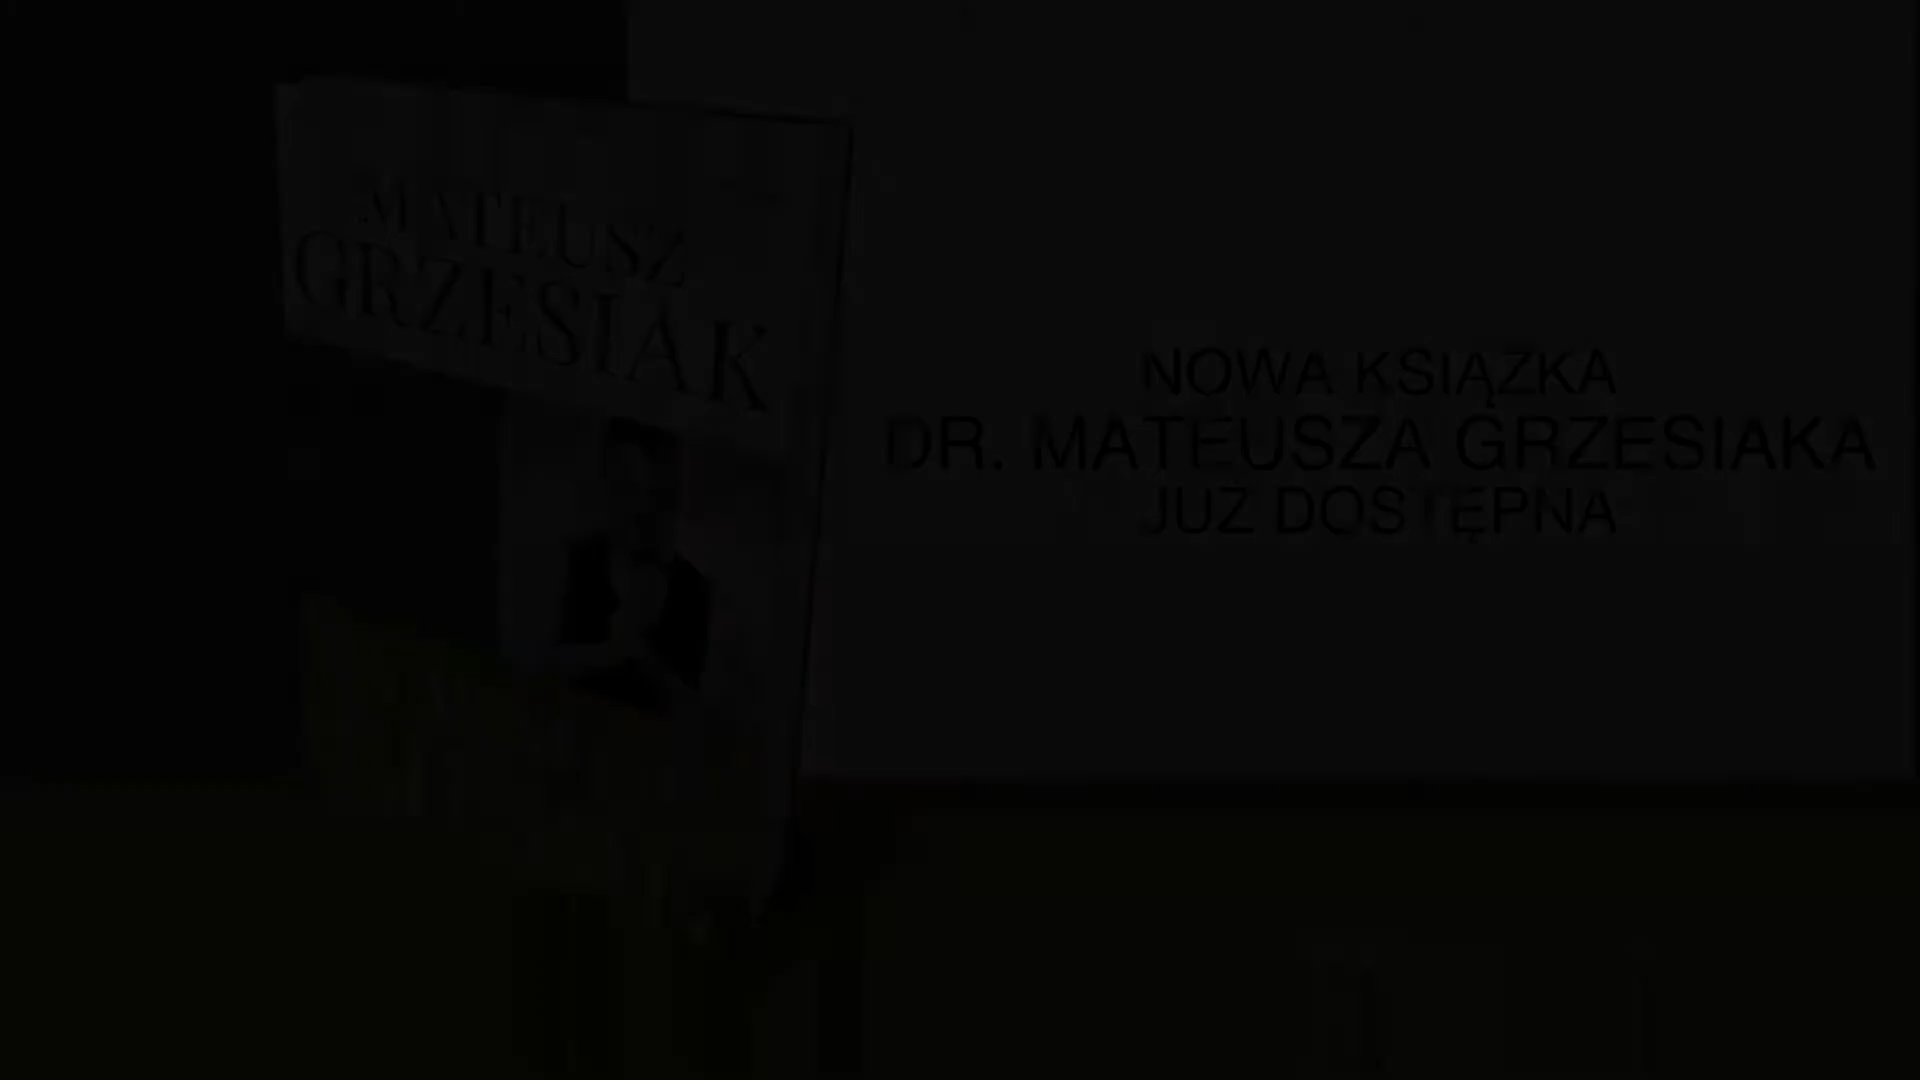 MATEUSZ
GRZESIAK
NOWA KSIĄŻKA
DR. MATEUSZA GRZESIAKA
JUŻ DOSTĘPNA